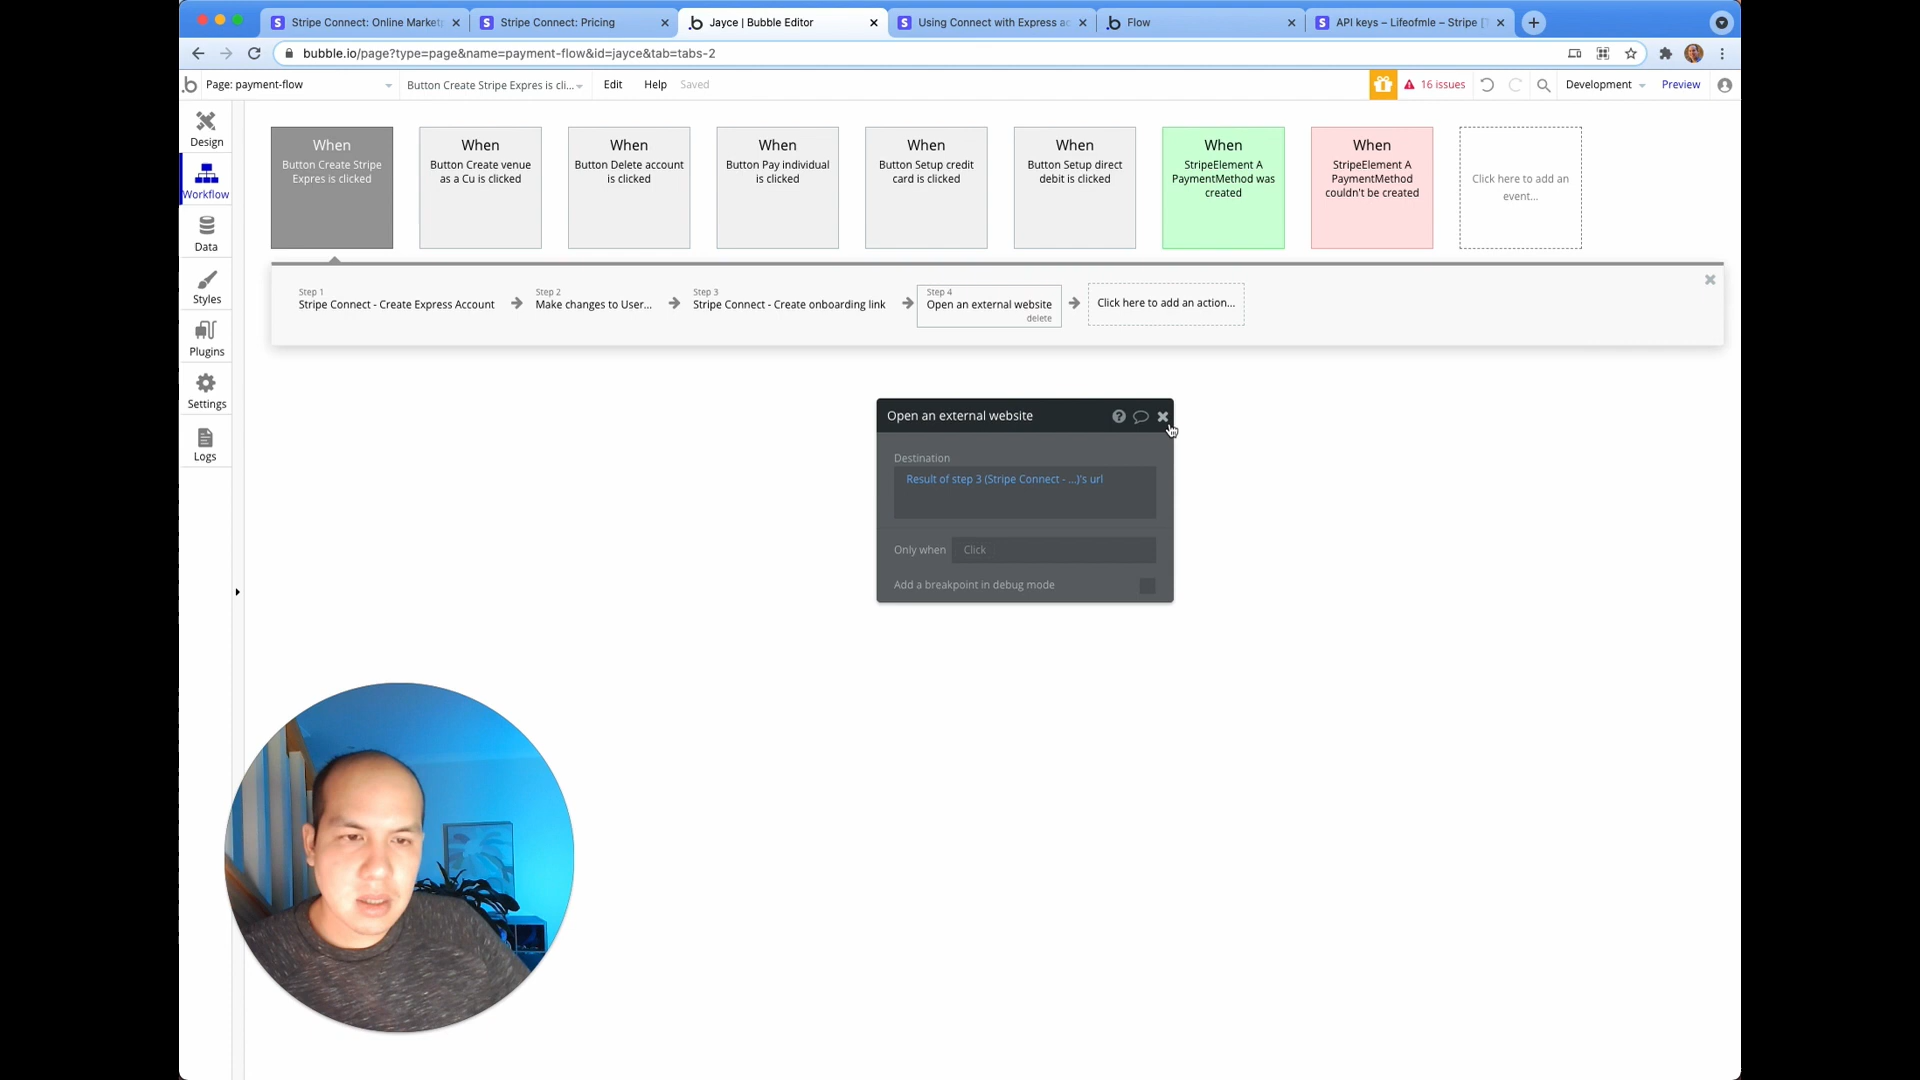 Stripe Connect: Online Market
Stripe Connect: Pricing
Jayce | Bubble Editor
Using Connect with Express ac
Flow
API keys – Lifeofmle – Stripe [T
bubble.io/page?type=page&name=payment-flow&id=jayce&tab=tabs-2
Page: payment-flow
Button Create Stripe Expres is cli...
Edit
Help
Saved
16 issues
Development
Preview
Design
Workflow
Data
Styles
Plugins
Settings
Logs
When
Button Create Stripe
Expres is clicked
When
Button Create venue
as a Cu is clicked
When
Button Delete account
is clicked
When
Button Pay individual
is clicked
When
Button Setup credit
card is clicked
When
Button Setup direct
debit is clicked
When
StripeElement A
PaymentMethod was
created
When
StripeElement A
PaymentMethod
couldn't be created
Click here to add an
event...
Step 1
Stripe Connect - Create Express Account
Step 2
Make changes to User...
Step 3
Stripe Connect - Create onboarding link
Step 4
Open an external website
delete
Click here to add an action...
Open an external website
Destination
Result of step 3 (Stripe Connect - ...)'s url
Only when
Click
Add a breakpoint in debug mode